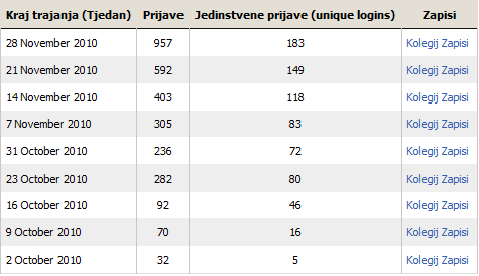 Kraj trajanja (Tjedan) Prijave Jedinstvene prijave (unique logins) Zapisi
28 November 2010 957 183 Kolegij Zapisi
21 November 2010 592 149 Kolegij Zapisi
14 November 2010 403 118 Kolegij Zapisi
7 November 2010 305 83 Kolegij Zapisi
31 October 2010 236 72 Kolegij Zapisi
23 October 2010 282 80 Kolegij Zapisi
16 October 2010 92 46 Kolegij Zapisi
9 October 2010 70 16 Kolegij Zapisi
2 October 2010 32 5 Kolegij Zapisi